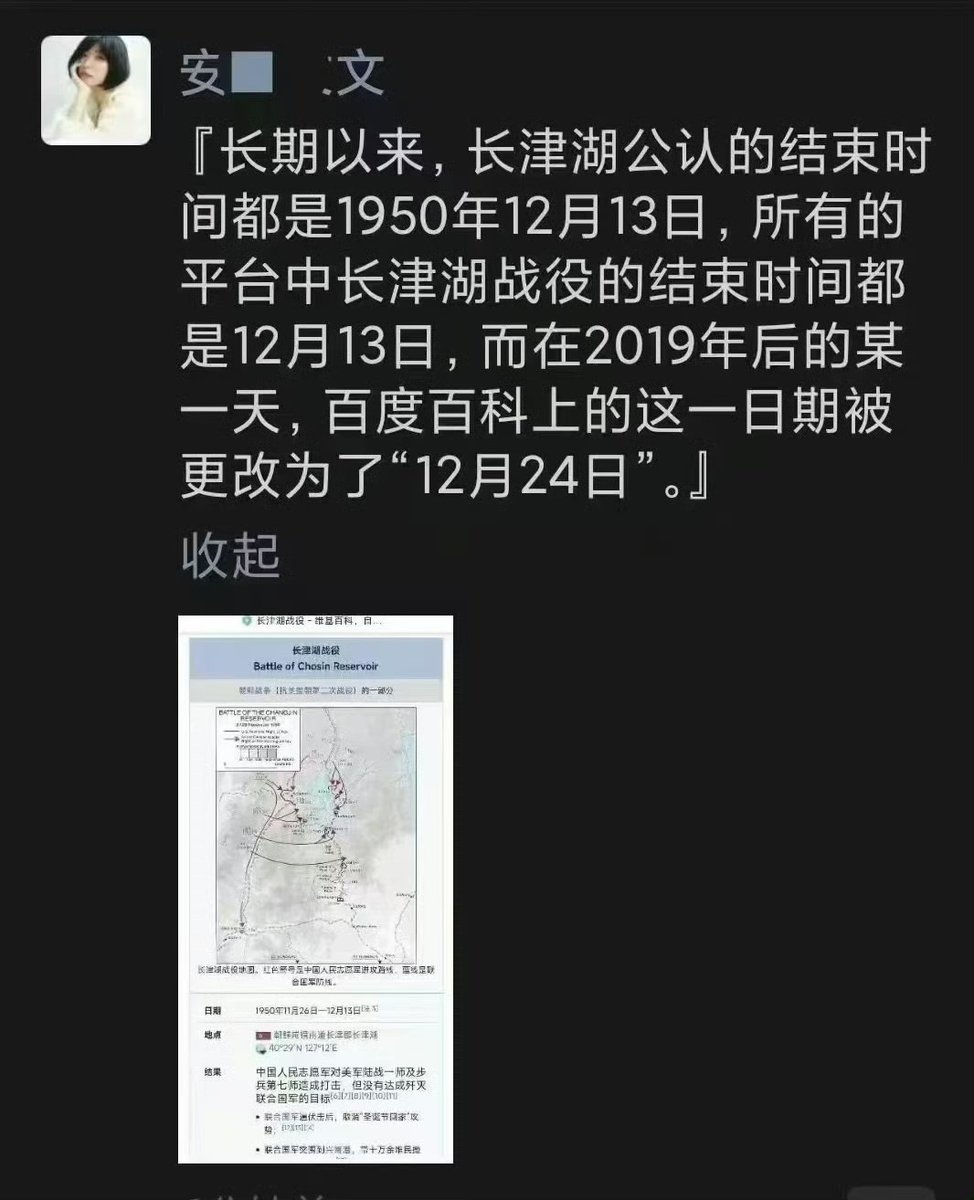 安 文
『长期以来，长津湖公认的结束时
间都是1950年12月13日，所有的
平台中长津湖战役的结束时间都
是12月13日，而在2019年后的某
一天，百度百科上的这一日期被
更改为了“12月24日”。』
收起
长津湖战役 - 维基百科，自...
长津湖战役
Battle of Chosin Reservoir
朝鲜战争（抗美援朝第二次战役）的一部分
BATTLE OF THE CHANGJIN
RESERVOIR
长津湖战役地图。红色箭号是中国人民志愿军进攻路线，蓝线是联
合国军防线。
日期 1950年11月26日—12月13日
地点 朝鲜咸镜南道长津郡长津湖
40°29′N 127°12′E
结果 中国人民志愿军对美军陆战一师及步
兵第七师造成打击，但没有达成歼灭
联合国军的目标[6][7][8][9][10][11]
联合国军遭伏击后，取消“圣诞节回家”攻
势；
联合国军突围到兴南港，带十万余难民撤